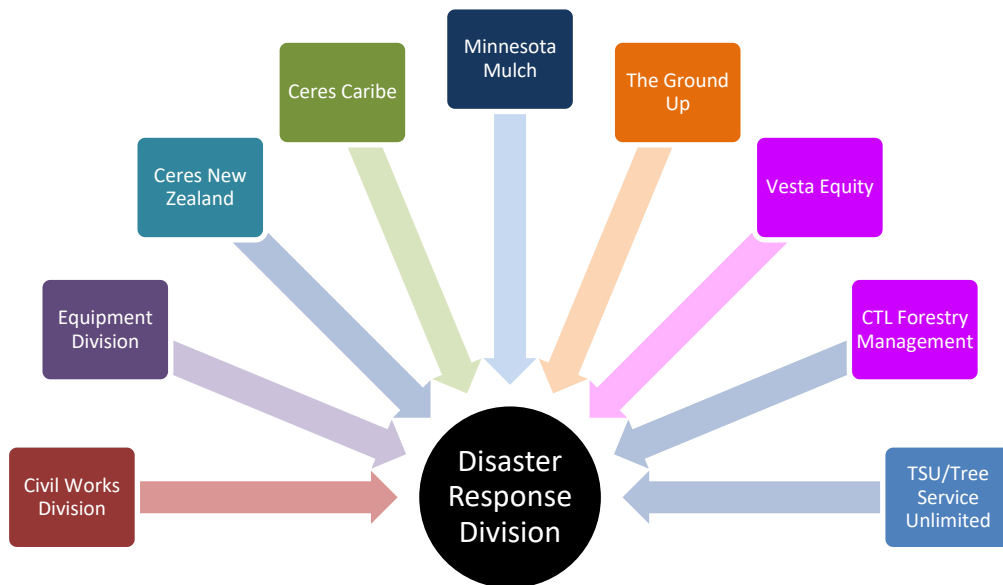 Minnesota
Mulch
Ceres Caribe
The Ground
Up
Ceres New
Zealand
Vesta Equity
Equipment
Division
CTL Forestry
Management
Civil Works
Division
Disaster
Response
Division
TSU/Tree
Service
Unlimited